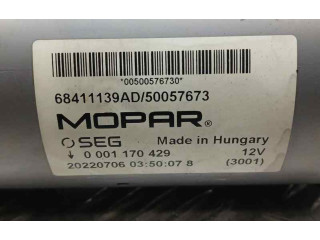 *00500576730*
68411139AD/50057673
MOPAR®
SEG Made in Hungary
0 001 170 429 12V
20220706 03:50:07 8 (3001)